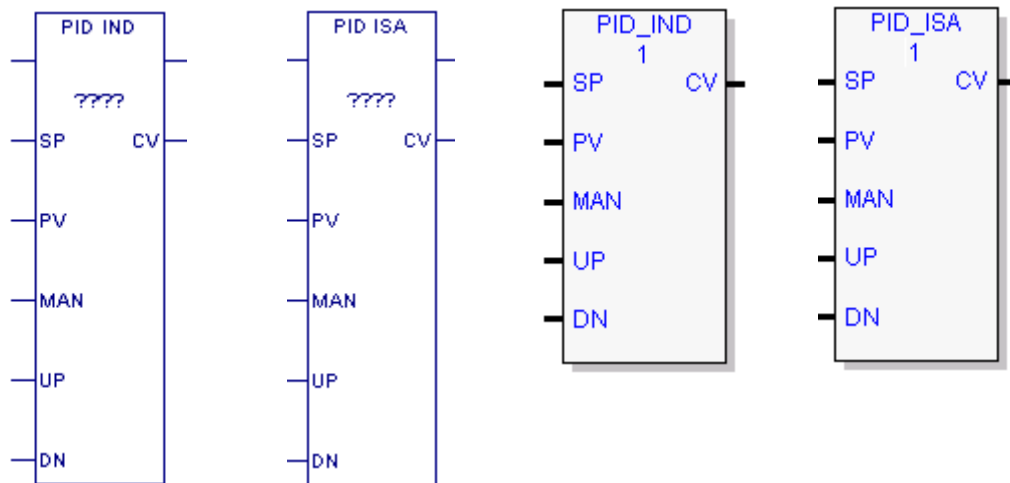 PID IND
????
SP CV
PV
MAN
UP
DN
PID ISA
????
SP CV
PV
MAN
UP
DN
PID_IND
1
SP CV
PV
MAN
UP
DN
PID_ISA
1
SP CV
PV
MAN
UP
DN